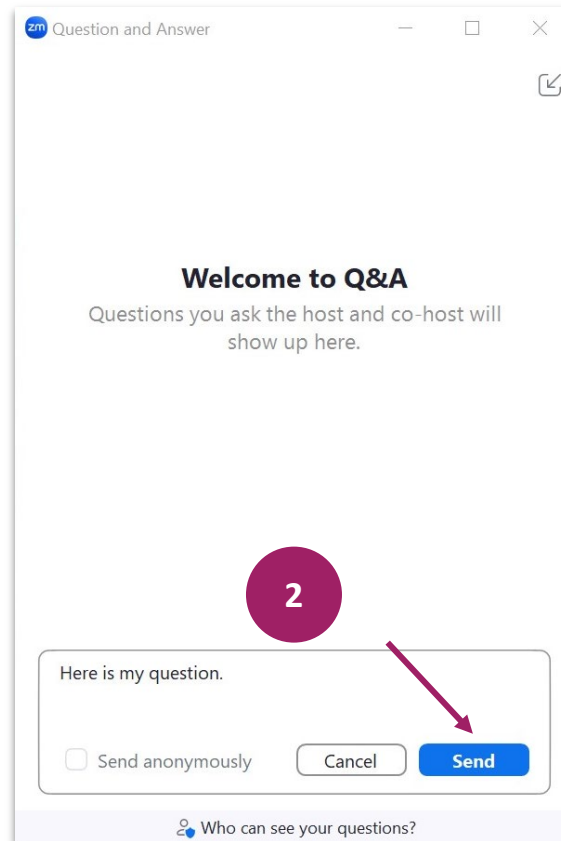 zm Question and Answer
Welcome to Q&A
Questions you ask the host and co-host will
show up here.
2
Here is my question.
Send anonymously Cancel Send
Who can see your questions?